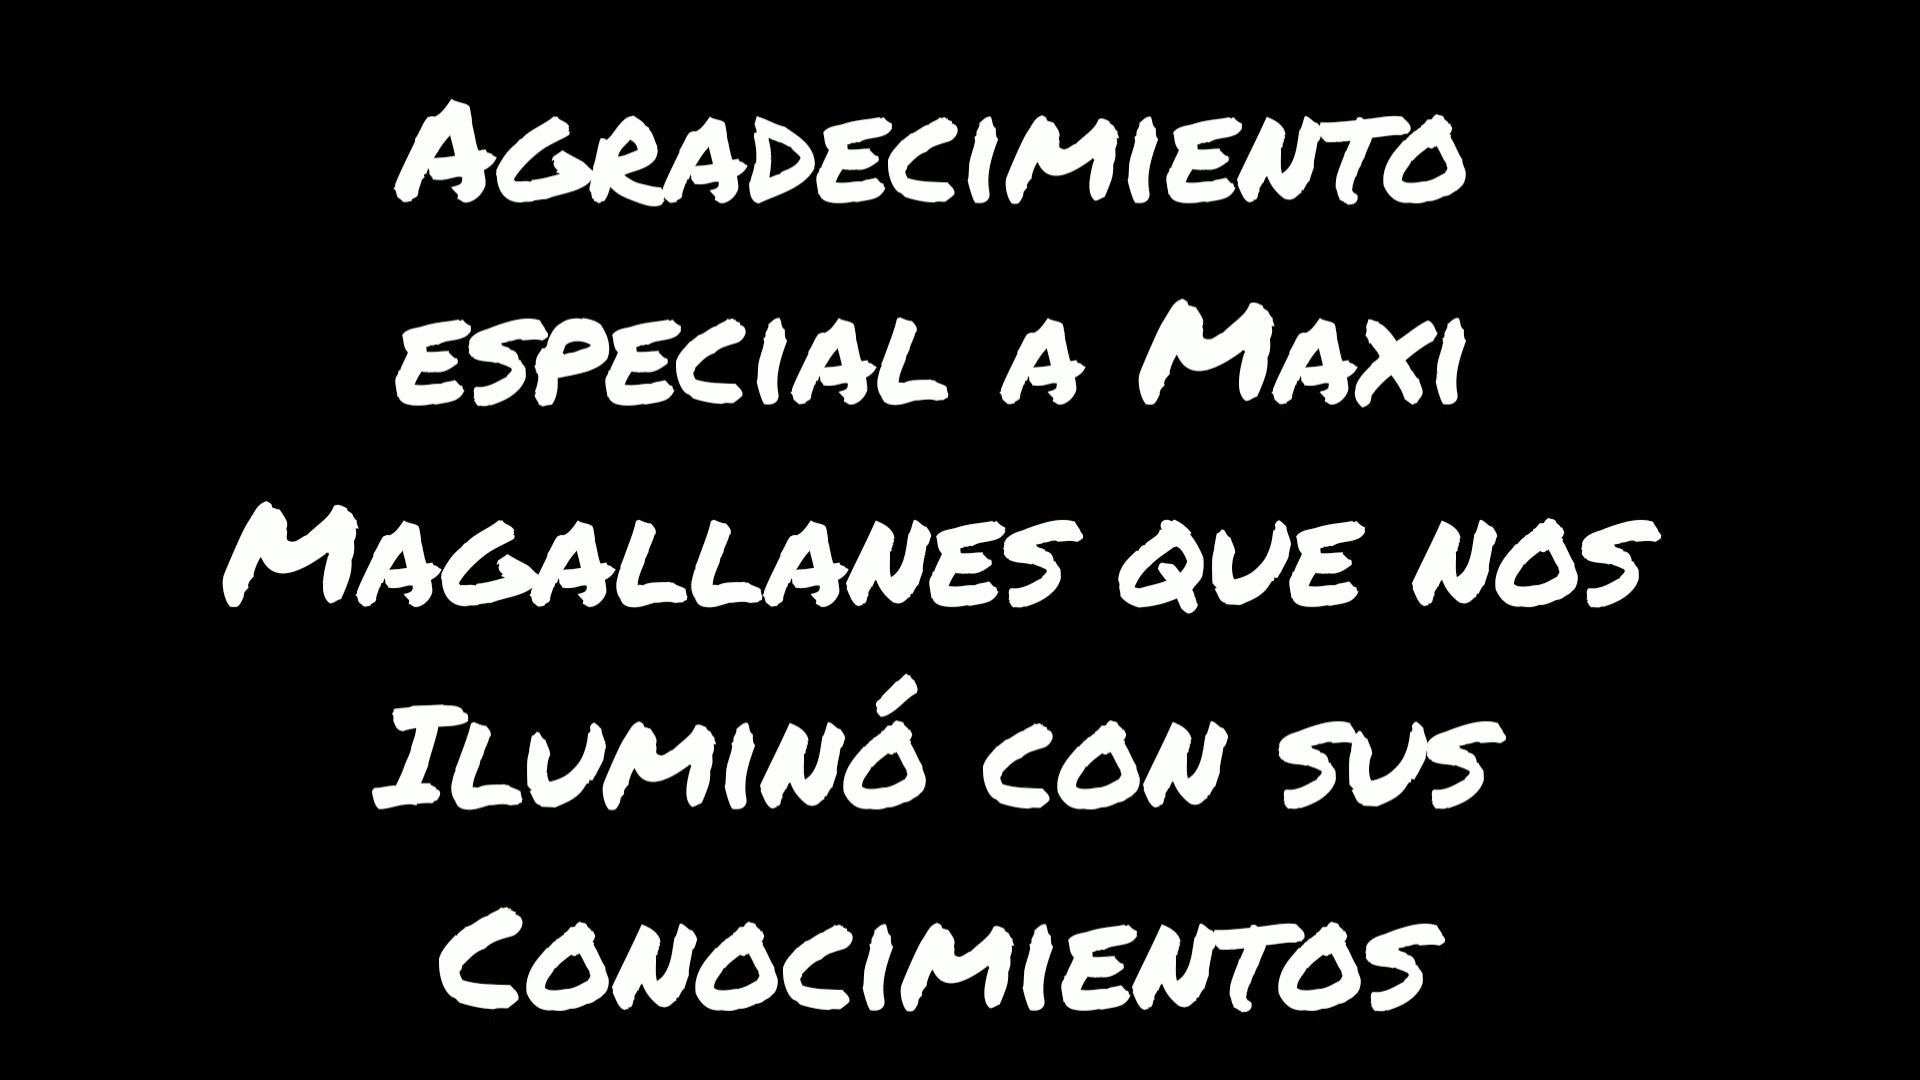 Agradecimiento
especial a Maxi
Magallanes que nos
Iluminó con sus
Conocimientos